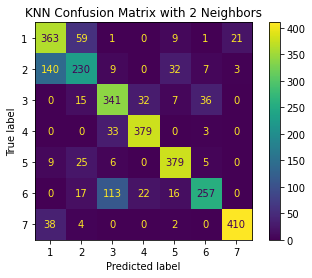 KNN Confusion Matrix with 2 Neighbors
1 363 59 1 0 9 1 21
2 140 230 9 0 32 7 3
3 0 15 341 32 7 36 0
4 0 0 33 379 0 3 0
5 9 25 6 0 379 5 0
6 0 17 113 22 16 257 0
7 38 4 0 0 2 0 410
1 2 3 4 5 6 7
Predicted label
True label
400
350
300
250
200
150
100
50
0